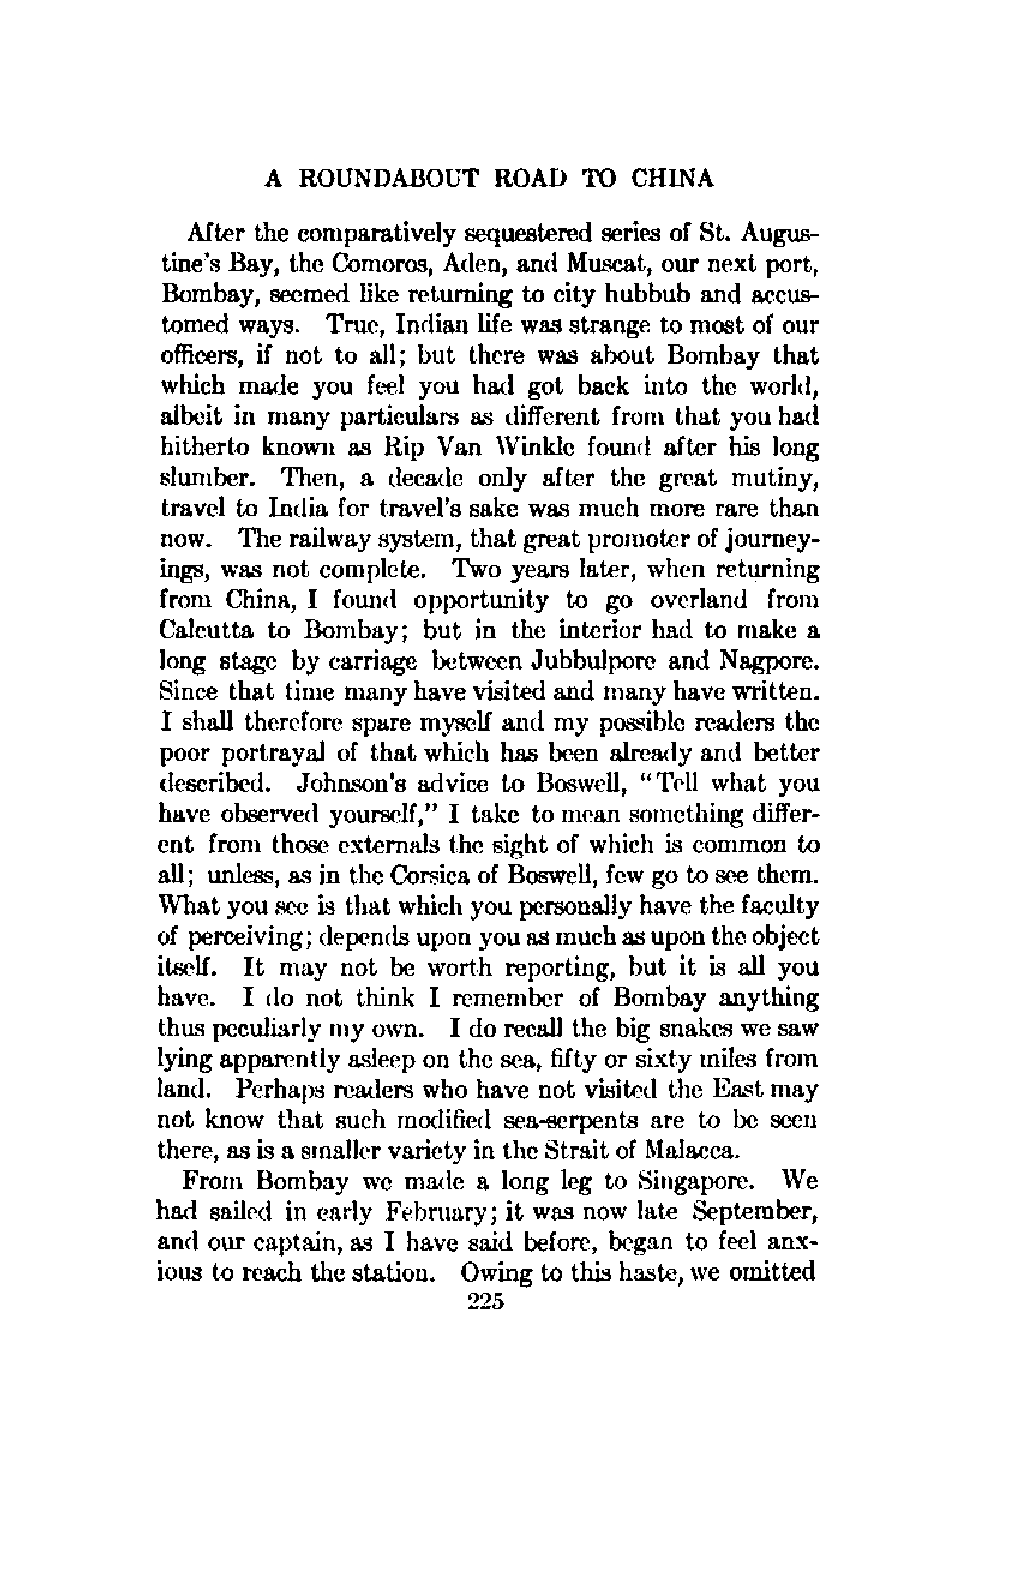 A ROUNDABOUT ROAD TO CHINA
After the comparatively sequestered series of St. Augus-
tine's Bay, the Comoros, Aden, and Muscat, our next port,
Bombay, seemed like returning to city hubbub and accus-
tomed ways. True, Indian life was strange to most of our
officers, if not to all; but there was about Bombay that
which made you feel you had got back into the world,
albeit in many particulars as different from that you had
hitherto known as Rip Van Winkle found after his long
slumber. Then, a decade only after the great mutiny,
travel to India for travel's sake was much more rare than
now. The railway system, that great promoter of journey-
ings, was not complete. Two years later, when returning
from China, I found opportunity to go overland from
Calcutta to Bombay; but in the interior had to make a
long stage by carriage between Jubbulpore and Nagpore.
Since that time many have visited and many have written.
I shall therefore spare myself and my possible readers the
poor portrayal of that which has been already and better
described. Johnson's advice to Boswell, "Tell what you
have observed yourself," I take to mean something differ-
ent from those externals the sight of which is common to
all; unless, as in the Corsica of Boswell, few go to see them.
What you see is that which you personally have the faculty
of perceiving; depends upon you as much as upon the object
itself. It may not be worth reporting, but it is all you
have. I do not think I remember of Bombay anything
thus peculiarly my own. I do recall the big snakes we saw
lying apparently asleep on the sea, fifty or sixty miles from
land. Perhaps readers who have not visited the East may
not know that such modified sea-serpents are to be seen
there, as is a smaller variety in the Strait of Malacca.
From Bombay we made a long leg to Singapore. We
had sailed in early February; it was now late September,
and our captain, as I have said before, began to feel anx-
ious to reach the station. Owing to this haste, we omitted
225